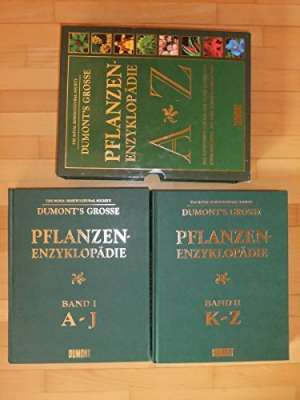 THE ROYAL HORTICULTURAL SOCIETY
DUMONT'S GROSSE
PFLANZEN-
ENZYKLOPÄDIE
A-Z
DUMONT
THE ROYAL HORTICULTURAL SOCIETY
DUMONT'S GROSSE
PFLANZEN-
ENZYKLOPÄDIE
BAND I
A-J
DUMONT
THE ROYAL HORTICULTURAL SOCIETY
DUMONT'S GROSSE
PFLANZEN-
ENZYKLOPÄDIE
BAND II
K-Z
DUMONT